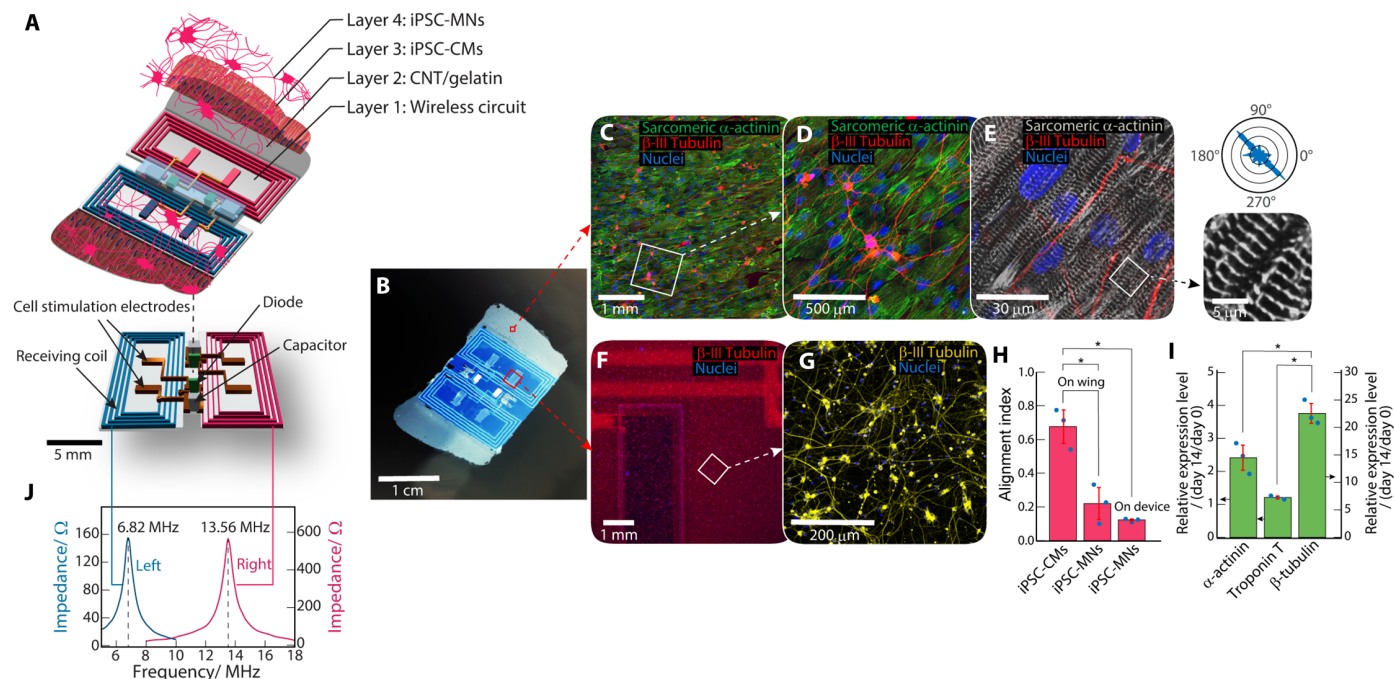 A
Layer 4: iPSC-MNs
Layer 3: iPSC-CMs
Layer 2: CNT/gelatin
Layer 1: Wireless circuit
Cell stimulation electrodes
Diode
Receiving coil
Capacitor
5 mm
B
1 cm
C
Sarcomeric α-actinin
β-III Tubulin
Nuclei
1 mm
D
Sarcomeric α-actinin
β-III Tubulin
Nuclei
500 μm
E
Sarcomeric α-actinin
β-III Tubulin
Nuclei
30 μm
90°
180°
0°
270°
5 μm
F
β-III Tubulin
Nuclei
1 mm
G
β-III Tubulin
Nuclei
200 μm
H
*
*
On wing
On device
Alignment index
1.0
0.8
0.6
0.4
0.2
0.0
iPSC-CMs
iPSC-MNs
iPSC-MNs
I
*
*
Relative expression level
/ (day 14/day 0)
5
4
3
2
1
0
30
25
20
15
10
5
0
Relative expression level
/ (day 14/day 0)
α-actinin
Troponin T
β-tubulin
J
6.82 MHz
13.56 MHz
Left
Right
Impedance/ Ω
160
120
80
40
0
600
400
200
0
Impedance/ Ω
6
8
10
12
14
16
18
Frequency/ MHz